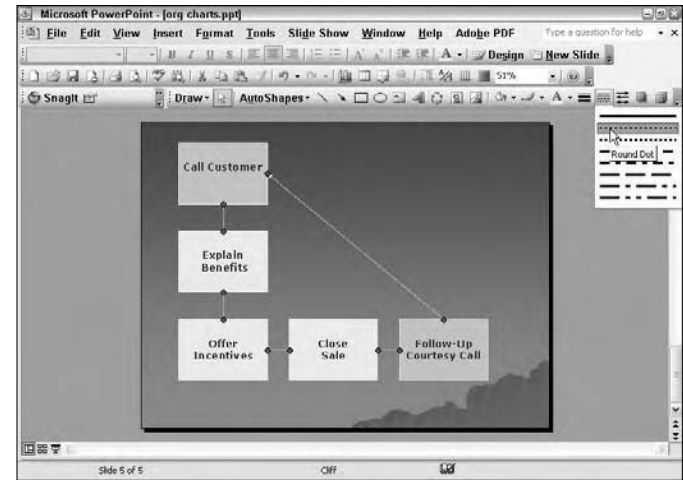 Microsoft PowerPoint - [org charts.ppt]
File Edit View Insert Format Tools Slide Show Window Help Adobe PDF Type a question for help
B I U S A Design New Slide
51%
SnagIt Draw AutoShapes A
Round Dot
Call Customer
Explain
Benefits
Offer
Incentives
Close
Sale
Follow-Up
Courtesy Call
Slide 5 of 5 Cliff